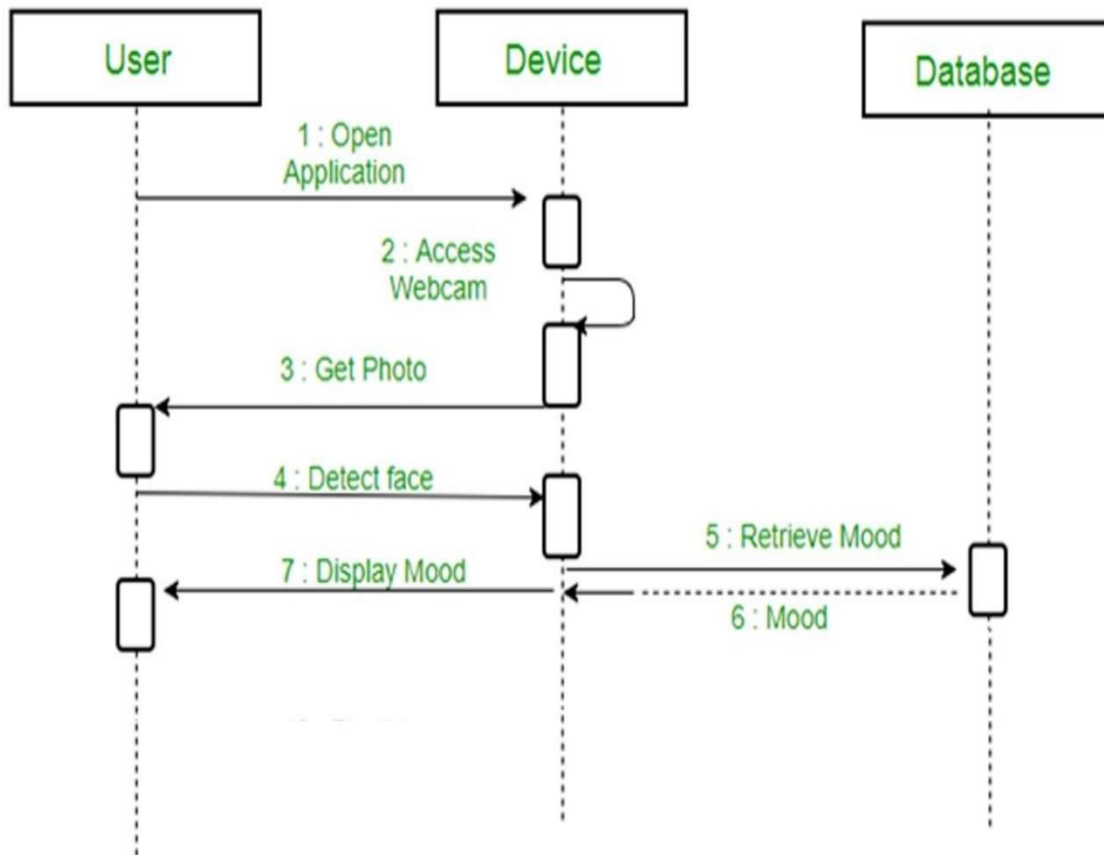 User
Device
Database
1 : Open
Application
2 : Access
Webcam
3 : Get Photo
4 : Detect face
5 : Retrieve Mood
7 : Display Mood
6 : Mood